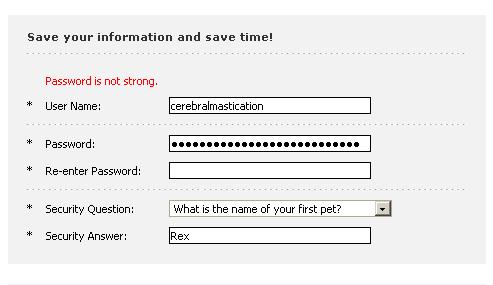 Save your information and save time!
Password is not strong.
* User Name: cerebralmastication
* Password: •••••••••••••••••••••••••••
* Re-enter Password:
* Security Question: What is the name of your first pet?
* Security Answer: Rex